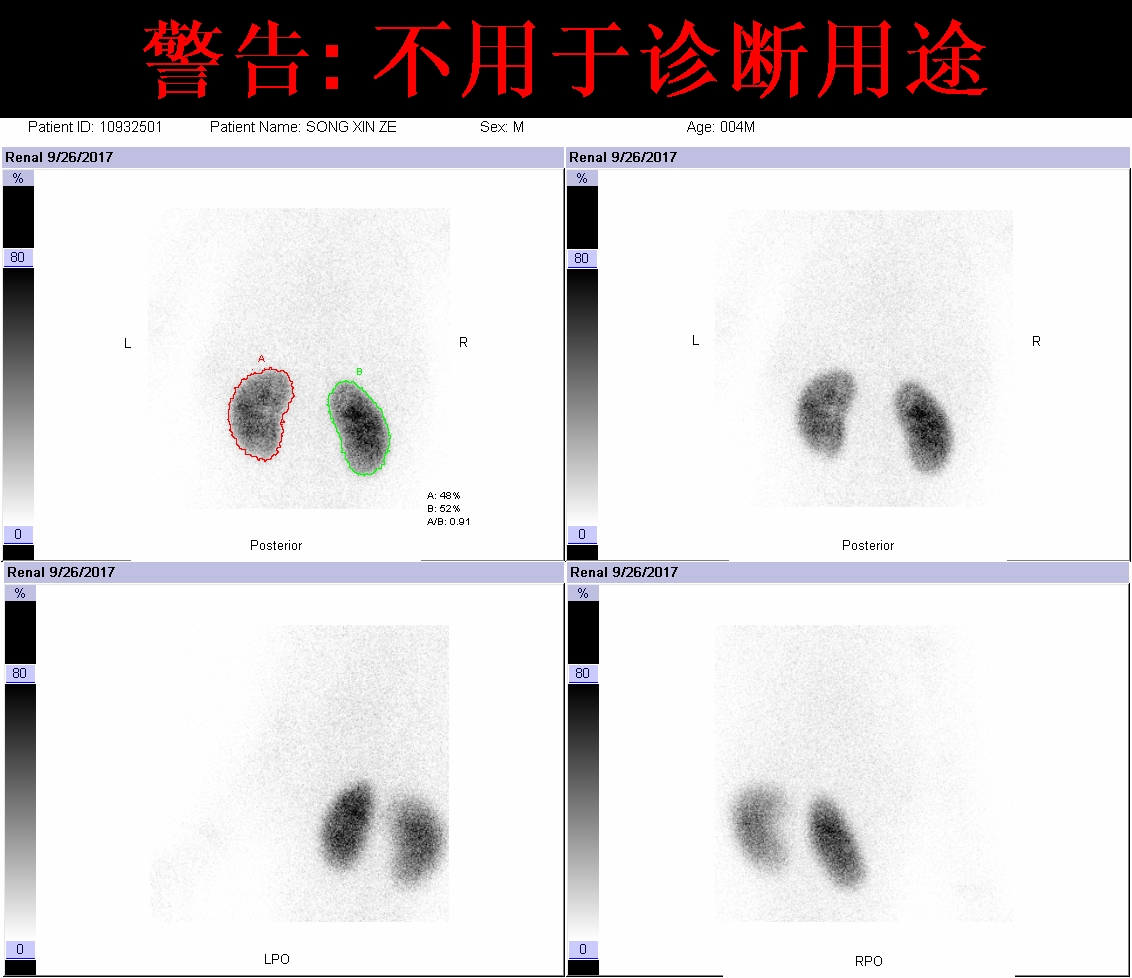 警告: 不用于诊断用途
Patient ID: 10932501 Patient Name: SONG XIN ZE Sex: M Age: 004M
Renal 9/26/2017
%
80
0
L
R
A
B
A: 48%
B: 52%
A/B: 0.91
Posterior
Renal 9/26/2017
%
80
0
L
R
Posterior
Renal 9/26/2017
%
80
0
LPO
Renal 9/26/2017
%
80
0
RPO